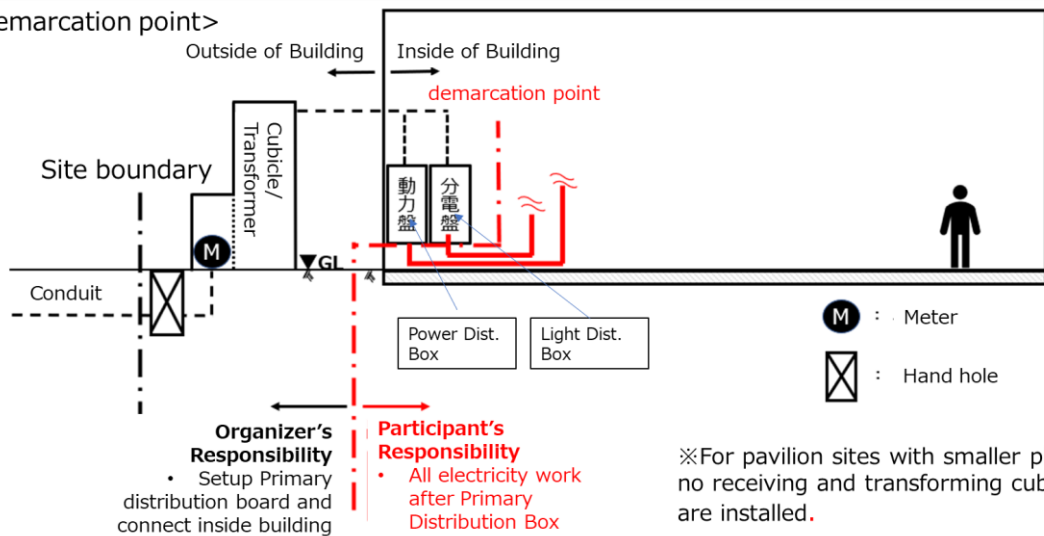 emarcation point>
Outside of Building
Inside of Building
demarcation point
Cubicle/
Transformer
Site boundary
動力盤
分電盤
M
GL
Conduit
Power Dist.
Box
Light Dist.
Box
M : Meter
: Hand hole
Organizer's
Responsibility
• Setup Primary
distribution board and
connect inside building
Participant's
Responsibility
• All electricity work
after Primary
Distribution Box
※For pavilion sites with smaller p
no receiving and transforming cub
are installed.